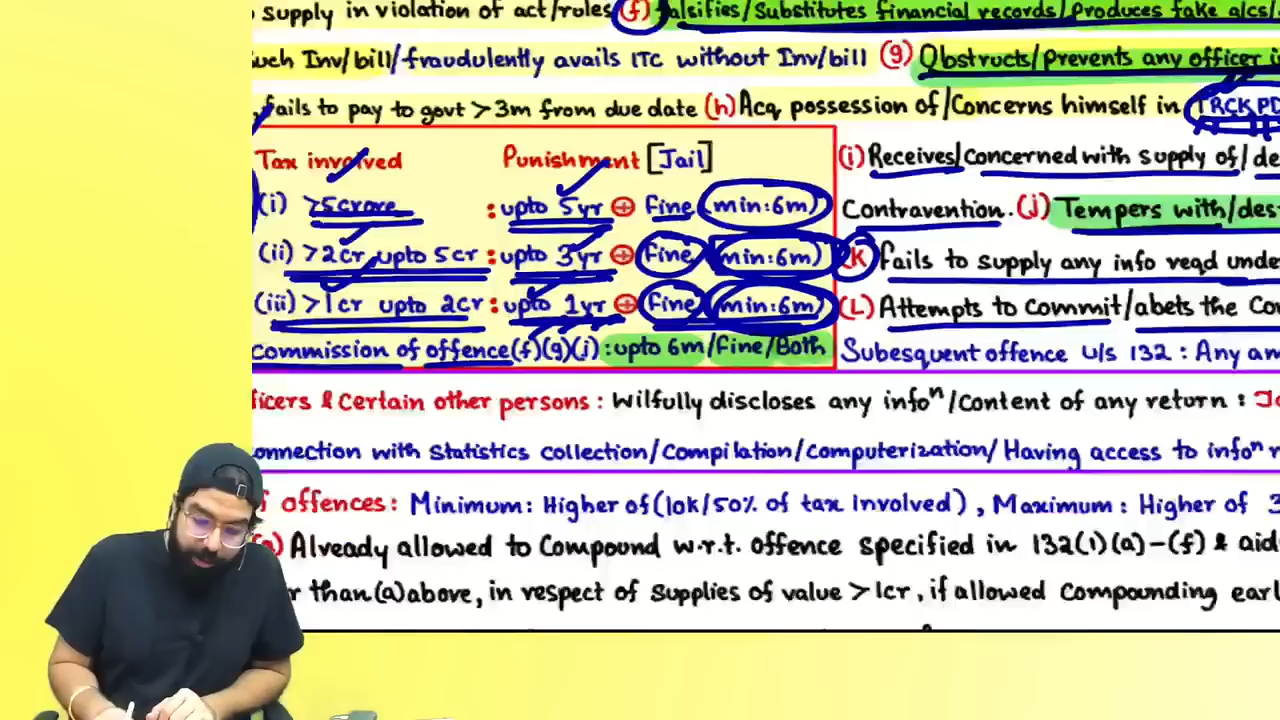 supply in violation of act/rules (f) alsifies/Substitutes financial records/Produces fake a/cs/
such Inv/bill/fraudulently avails ITC without Inv/bill (g) Obstructs/Prevents any officer i
fails to pay to govt >3m from due date (h) Acq possession of/Concerns himself in TRCKPD
Tax involved Punishment [Jail] (i) Receives/Concerned with supply of/de
(i) >5crore : upto 5yr ⊕ Fine (min:6m) Contravention. (j) Tempers with/des
(ii) >2cr upto 5cr : upto 3yr ⊕ Fine (min:6m) (K) fails to supply any info reqd unde
(iii) >1cr upto 2cr : upto 1yr ⊕ Fine (min:6m) (L) Attempts to Commit/abets the Co
Commission of offence(f)(g)(j) : upto 6m/Fine/Both Subesquent offence u/s 132 : Any am
ficers & Certain other persons : Wilfully discloses any infoⁿ/Content of any return : Ja
onnection with Statistics collection/Compilation/Computerization/Having access to infoⁿ
f offences: Minimum: Higher of(10k/50% of tax involved), Maximum: Higher of 3
(a) Already allowed to Compound w.r.t. offence specified in 132(1)(a)-(f) & aid
r than(a)above, in respect of supplies of value >1cr, if allowed Compounding earl